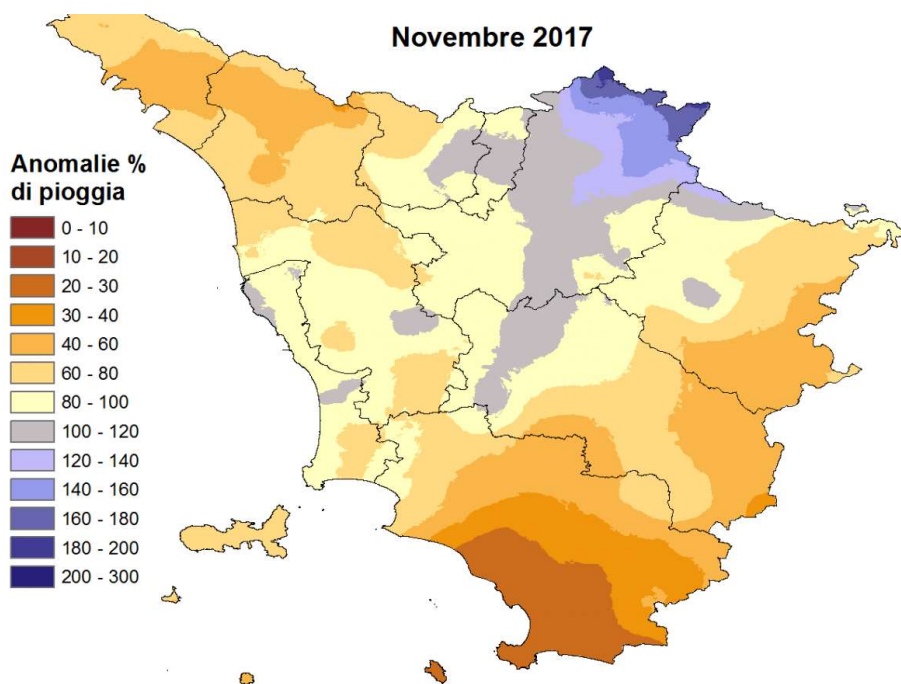 Novembre 2017
Anomalie %
di pioggia
0 - 10
10 - 20
20 - 30
30 - 40
40 - 60
60 - 80
80 - 100
100 - 120
120 - 140
140 - 160
160 - 180
180 - 200
200 - 300